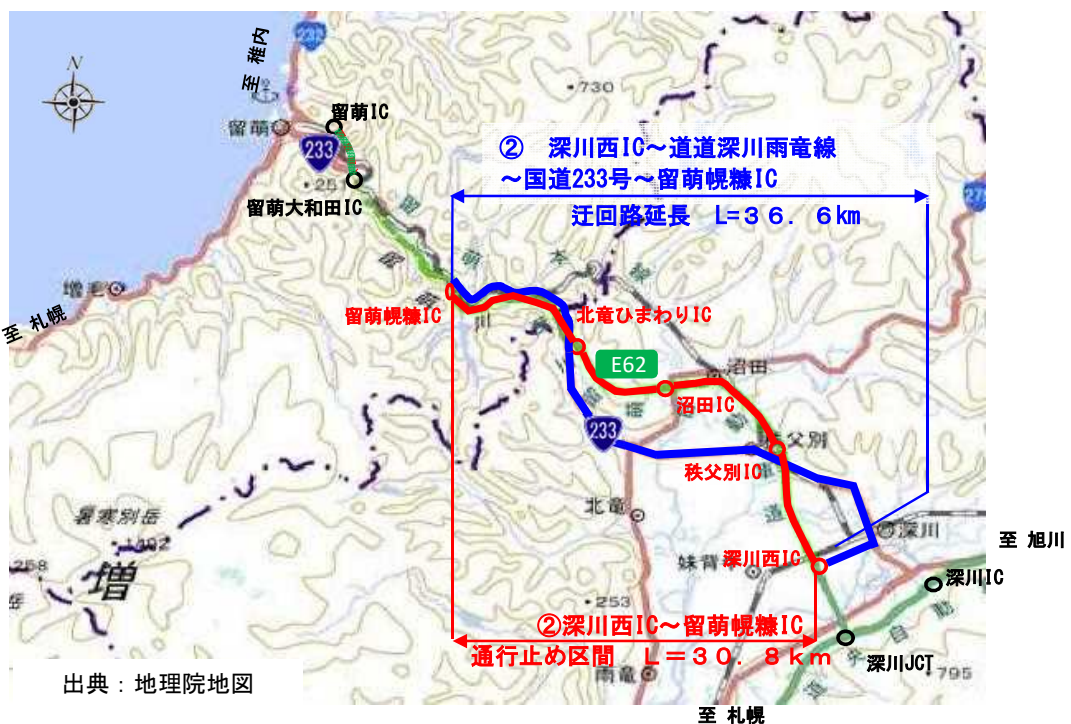 至 稚内
232
N
730
留萌IC
留萌
233
② 深川西IC～道道深川雨竜線
～国道233号～留萌幌糠IC
迂回路延長 L=36．6km
留萌大和田IC
増毛
至 札幌
留萌幌糠IC
北竜ひまわりIC
E62
沼田
沼田IC
233
秩父別
秩父別IC
北竜
深川
至 旭川
暑寒別岳
1492
258
増
妹背
深川西IC
深川IC
253
②深川西IC～留萌幌糠IC
通行止め区間 L＝30．8km
雨竜
深川JCT
795
出典：地理院地図
至 札幌